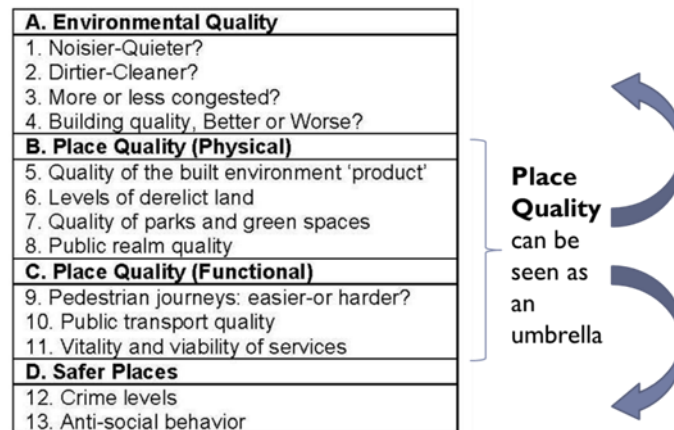 A. Environmental Quality
1. Noisier-Quieter?
2. Dirtier-Cleaner?
3. More or less congested?
4. Building quality, Better or Worse?
B. Place Quality (Physical)
5. Quality of the built environment 'product'
6. Levels of derelict land
7. Quality of parks and green spaces
8. Public realm quality
C. Place Quality (Functional)
9. Pedestrian journeys: easier-or harder?
10. Public transport quality
11. Vitality and viability of services
D. Safer Places
12. Crime levels
13. Anti-social behavior
Place
Quality
can be
seen as
an
umbrella